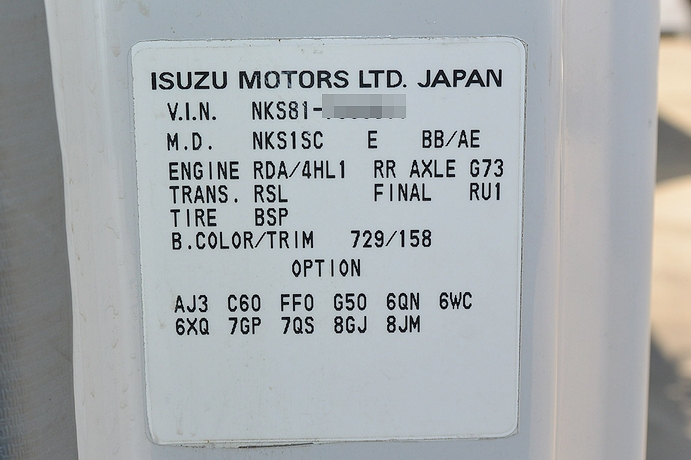 ISUZU MOTORS LTD. JAPAN
V.I.N. NKS81-
M.D. NKS1SC E BB/AE
ENGINE RDA/4HL1 RR AXLE G73
TRANS. RSL FINAL RU1
TIRE BSP
B.COLOR/TRIM 729/158
OPTION
AJ3 C60 FF0 G50 6QN 6WC
6XQ 7GP 7QS 8GJ 8JM